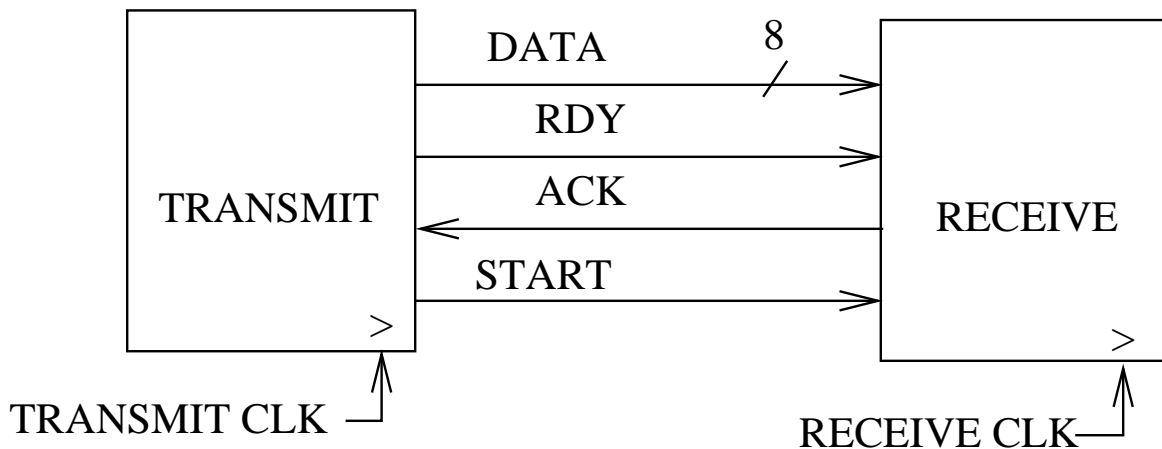 DATA
8
RDY
TRANSMIT
ACK
RECEIVE
START
>
>
TRANSMIT CLK
RECEIVE CLK